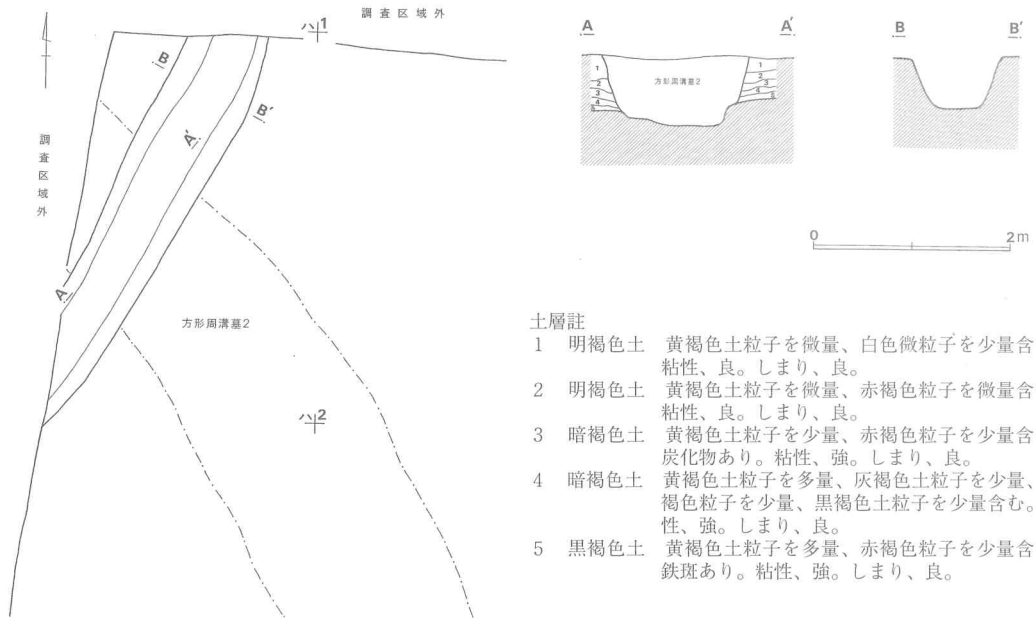 調査区域外
ハ 1
B
B'
A'
調査区域外
A
方形周溝墓2
ハ 2
A
A'
1
2
3
4
5
方形周溝墓2
1
2
3
4
5
B
B'
0
2m
土層註
1 明褐色土 黄褐色土粒子を微量、白色微粒子を少量含
粘性、良。しまり、良。
2 明褐色土 黄褐色土粒子を微量、赤褐色粒子を微量含
粘性、良。しまり、良。
3 暗褐色土 黄褐色土粒子を少量、赤褐色粒子を少量含
炭化物あり。粘性、強。しまり、良。
4 暗褐色土 黄褐色土粒子を多量、灰褐色土粒子を少量、
褐色粒子を少量、黒褐色土粒子を少量含む。
性、強。しまり、良。
5 黒褐色土 黄褐色土粒子を多量、赤褐色粒子を少量含
鉄斑あり。粘性、強。しまり、良。